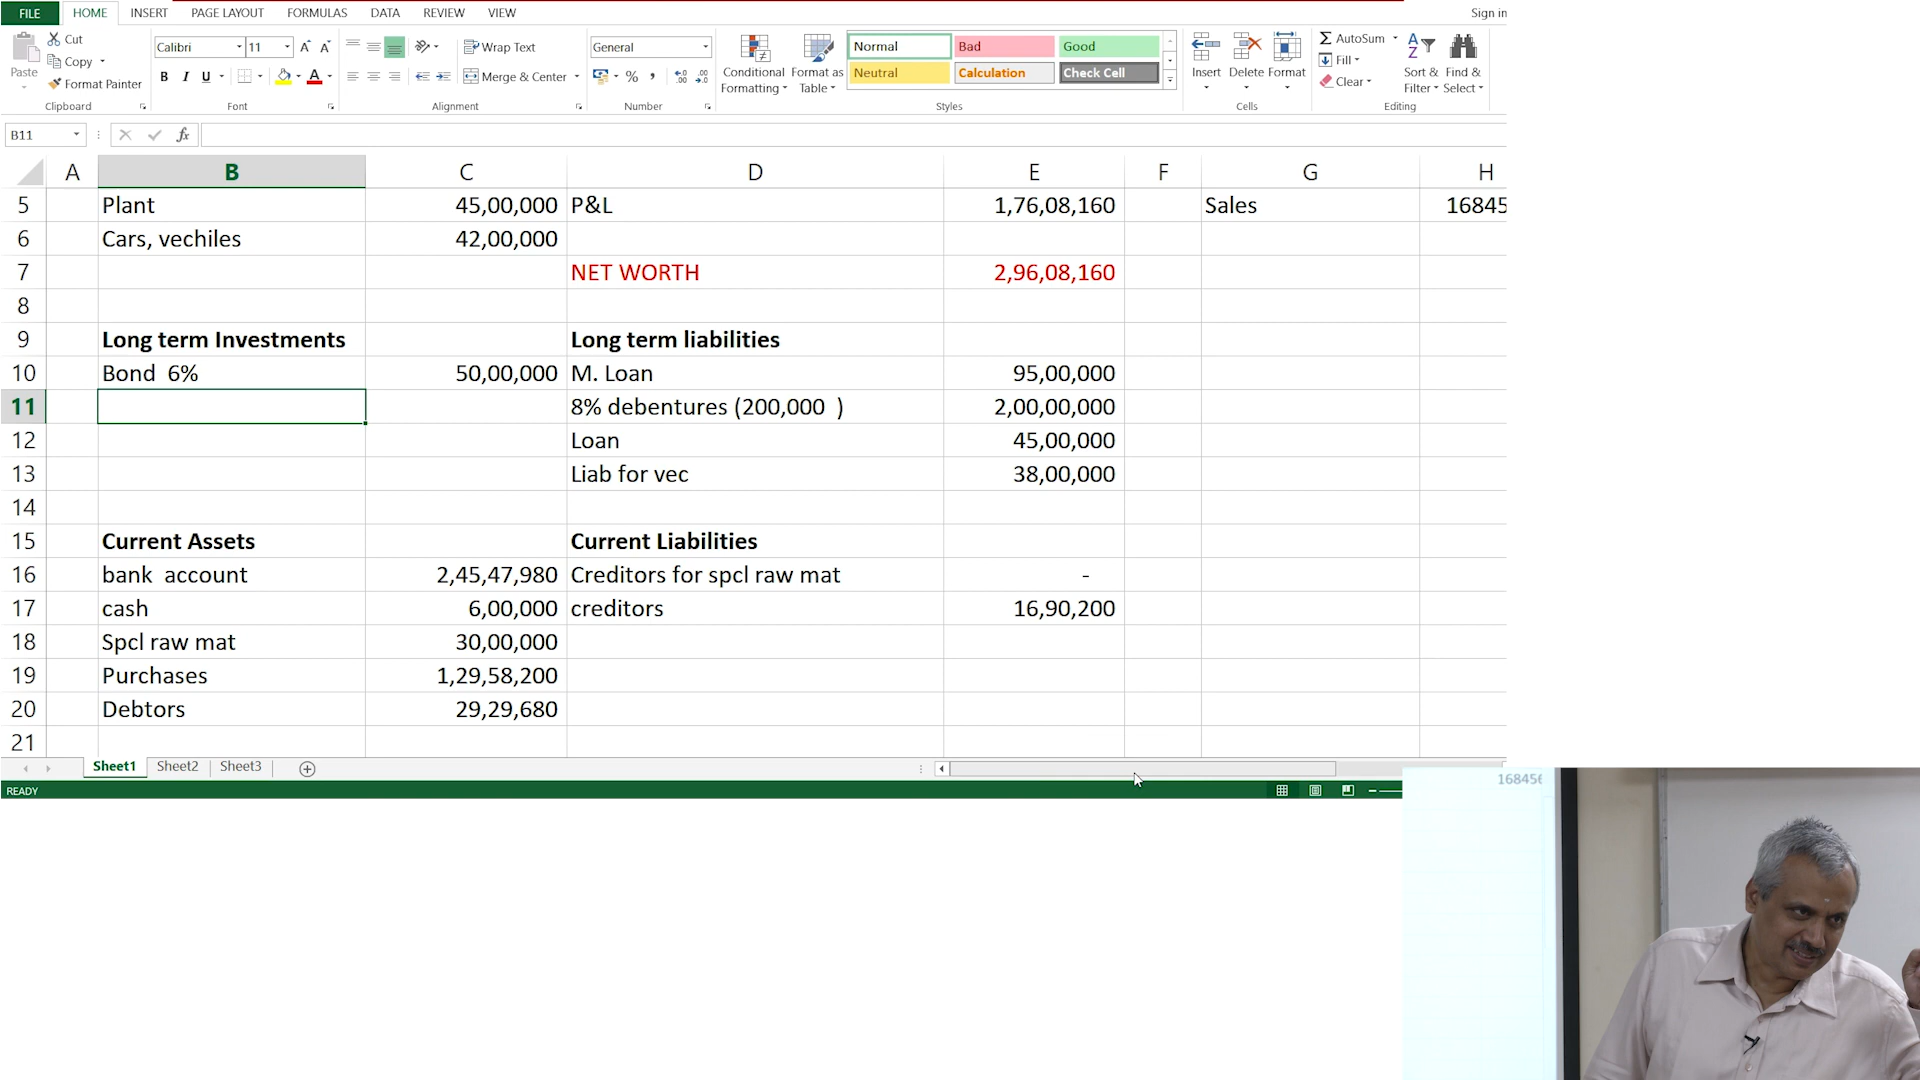 FILE HOME INSERT PAGE LAYOUT FORMULAS DATA REVIEW VIEW Sign in
Paste Cut Copy Format Painter Clipboard
Calibri 11 B I U Font
Wrap Text Merge & Center Alignment
General % Number
Conditional Formatting Format as Table Normal Bad Good Neutral Calculation Check Cell Styles
Insert Delete Format Cells
AutoSum Fill Clear Sort & Filter Find & Select Editing
B11 fx
A B C D E F G H
5 Plant 45,00,000 P&L 1,76,08,160 Sales 16845
6 Cars, vechiles 42,00,000
7 NET WORTH 2,96,08,160
8
9 Long term Investments Long term liabilities
10 Bond 6% 50,00,000 M. Loan 95,00,000
11 8% debentures (200,000 ) 2,00,00,000
12 Loan 45,00,000
13 Liab for vec 38,00,000
14
15 Current Assets Current Liabilities
16 bank account 2,45,47,980 Creditors for spcl raw mat -
17 cash 6,00,000 creditors 16,90,200
18 Spcl raw mat 30,00,000
19 Purchases 1,29,58,200
20 Debtors 29,29,680
21
Sheet1 Sheet2 Sheet3
READY
168456